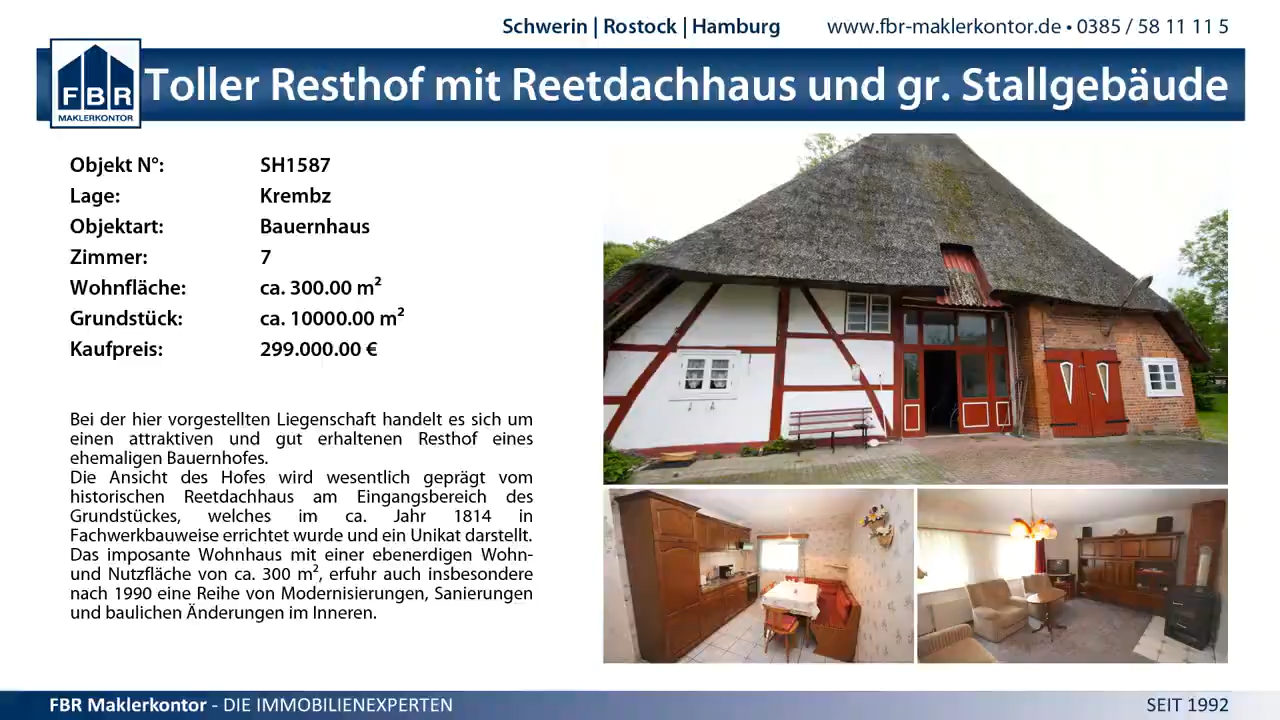 Schwerin | Rostock | Hamburg www.fbr-maklerkontor.de • 0385 / 58 11 11 5
FBR
MAKLERKONTOR
Toller Resthof mit Reetdachhaus und gr. Stallgebäude
Objekt N°: SH1587
Lage: Krembz
Objektart: Bauernhaus
Zimmer: 7
Wohnfläche: ca. 300.00 m²
Grundstück: ca. 10000.00 m²
Kaufpreis: 299.000.00 €
Bei der hier vorgestellten Liegenschaft handelt es sich um
einen attraktiven und gut erhaltenen Resthof eines
ehemaligen Bauernhofes.
Die Ansicht des Hofes wird wesentlich geprägt vom
historischen Reetdachhaus am Eingangsbereich des
Grundstückes, welches im ca. Jahr 1814 in
Fachwerkbauweise errichtet wurde und ein Unikat darstellt.
Das imposante Wohnhaus mit einer ebenerdigen Wohn-
und Nutzfläche von ca. 300 m², erfuhr auch insbesondere
nach 1990 eine Reihe von Modernisierungen, Sanierungen
und baulichen Änderungen im Inneren.
FBR Maklerkontor - DIE IMMOBILIENEXPERTEN SEIT 1992